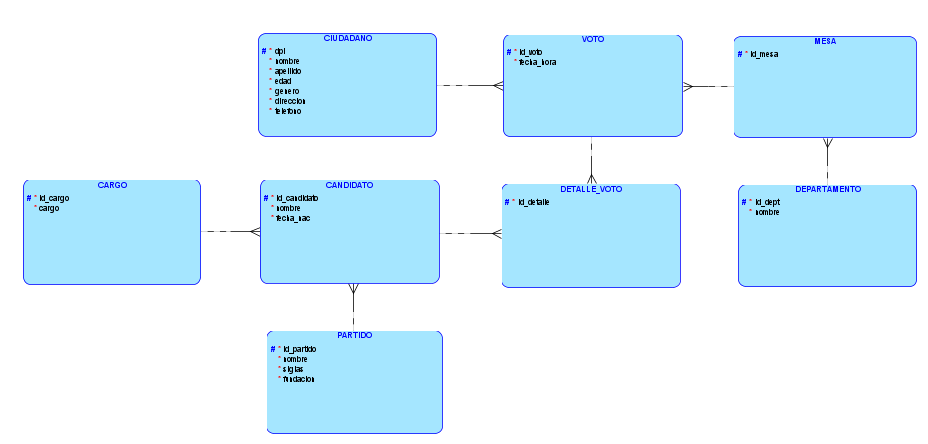 CIUDADANO
# * dpi
* nombre
* apellido
* edad
* genero
* direccion
* telefono
VOTO
# * id_voto
* fecha_hora
MESA
# * id_mesa
CARGO
# * id_cargo
* cargo
CANDIDATO
# * id_candidato
* nombre
* fecha_nac
DETALLE_VOTO
# * id_detalle
DEPARTAMENTO
# * id_dept
* nombre
PARTIDO
# * id_partido
* nombre
* siglas
* fundacion